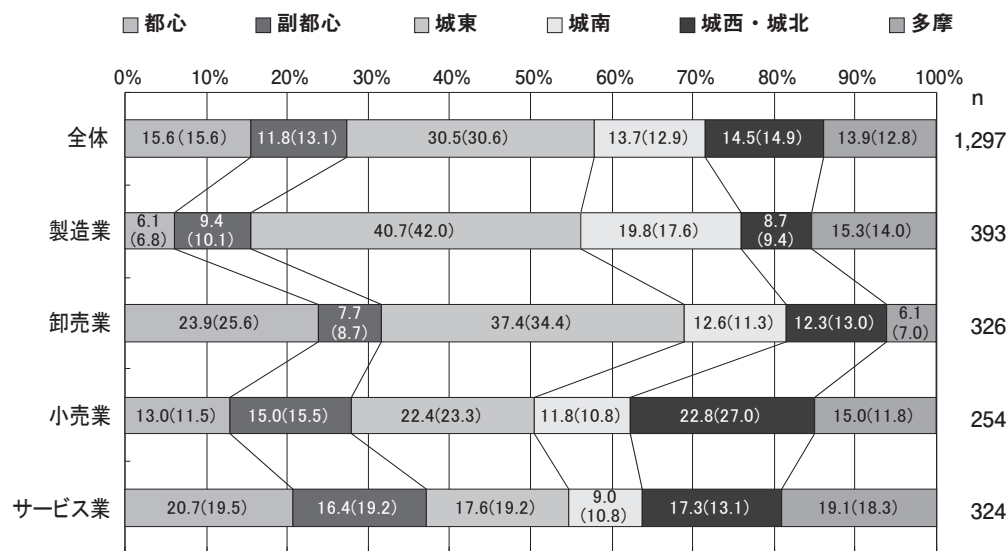 都心 副都心 城東 城南 城西・城北 多摩
0% 10% 20% 30% 40% 50% 60% 70% 80% 90% 100%
n
全体 15.6(15.6) 11.8(13.1) 30.5(30.6) 13.7(12.9) 14.5(14.9) 13.9(12.8) 1,297
製造業 6.1(6.8) 9.4(10.1) 40.7(42.0) 19.8(17.6) 8.7(9.4) 15.3(14.0) 393
卸売業 23.9(25.6) 7.7(8.7) 37.4(34.4) 12.6(11.3) 12.3(13.0) 6.1(7.0) 326
小売業 13.0(11.5) 15.0(15.5) 22.4(23.3) 11.8(10.8) 22.8(27.0) 15.0(11.8) 254
サービス業 20.7(19.5) 16.4(19.2) 17.6(19.2) 9.0(10.8) 17.3(13.1) 19.1(18.3) 324